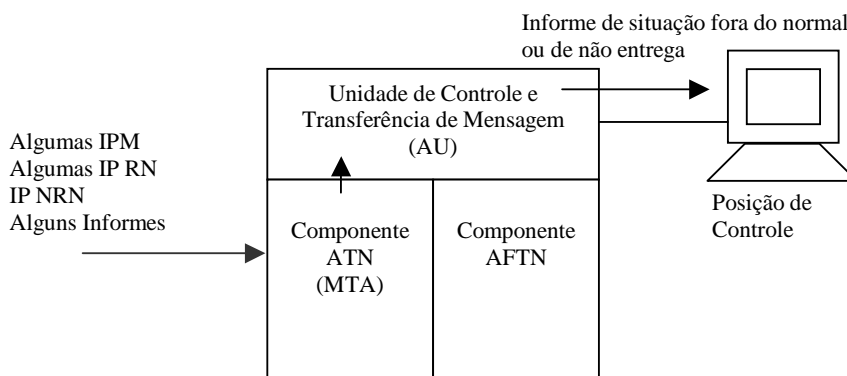 Informe de situação fora do normal
ou de não entrega
Unidade de Controle e
Transferência de Mensagem
(AU)
Algumas IPM
Algumas IP RN
IP NRN
Alguns Informes
Componente
ATN
(MTA)
Componente
AFTN
Posição de
Controle